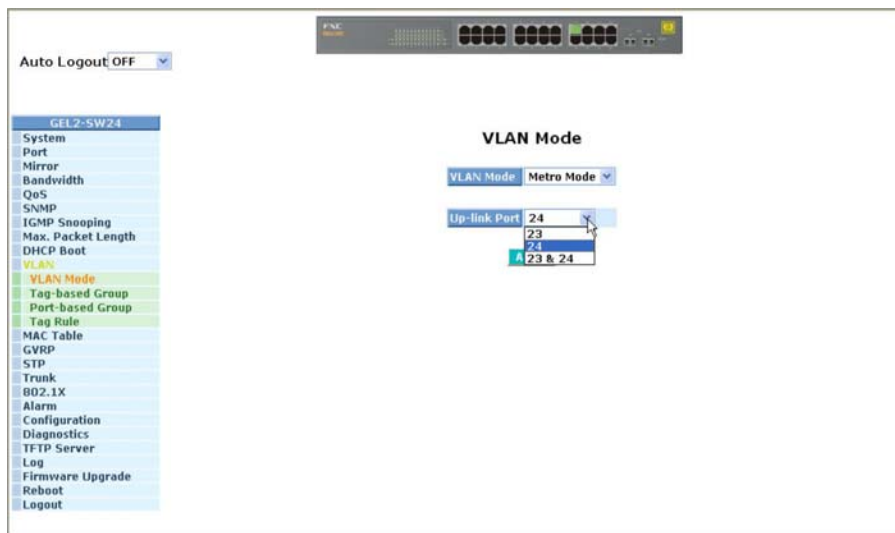 Auto Logout OFF
GEL2-SW24
System
Port
Mirror
Bandwidth
QoS
SNMP
IGMP Snooping
Max. Packet Length
DHCP Boot
VLAN
VLAN Mode
Tag-based Group
Port-based Group
Tag Rule
MAC Table
GVRP
STP
Trunk
802.1X
Alarm
Configuration
Diagnostics
TFTP Server
Log
Firmware Upgrade
Reboot
Logout
VLAN Mode
VLAN Mode Metro Mode
Up-link Port 24
23
24
23 & 24